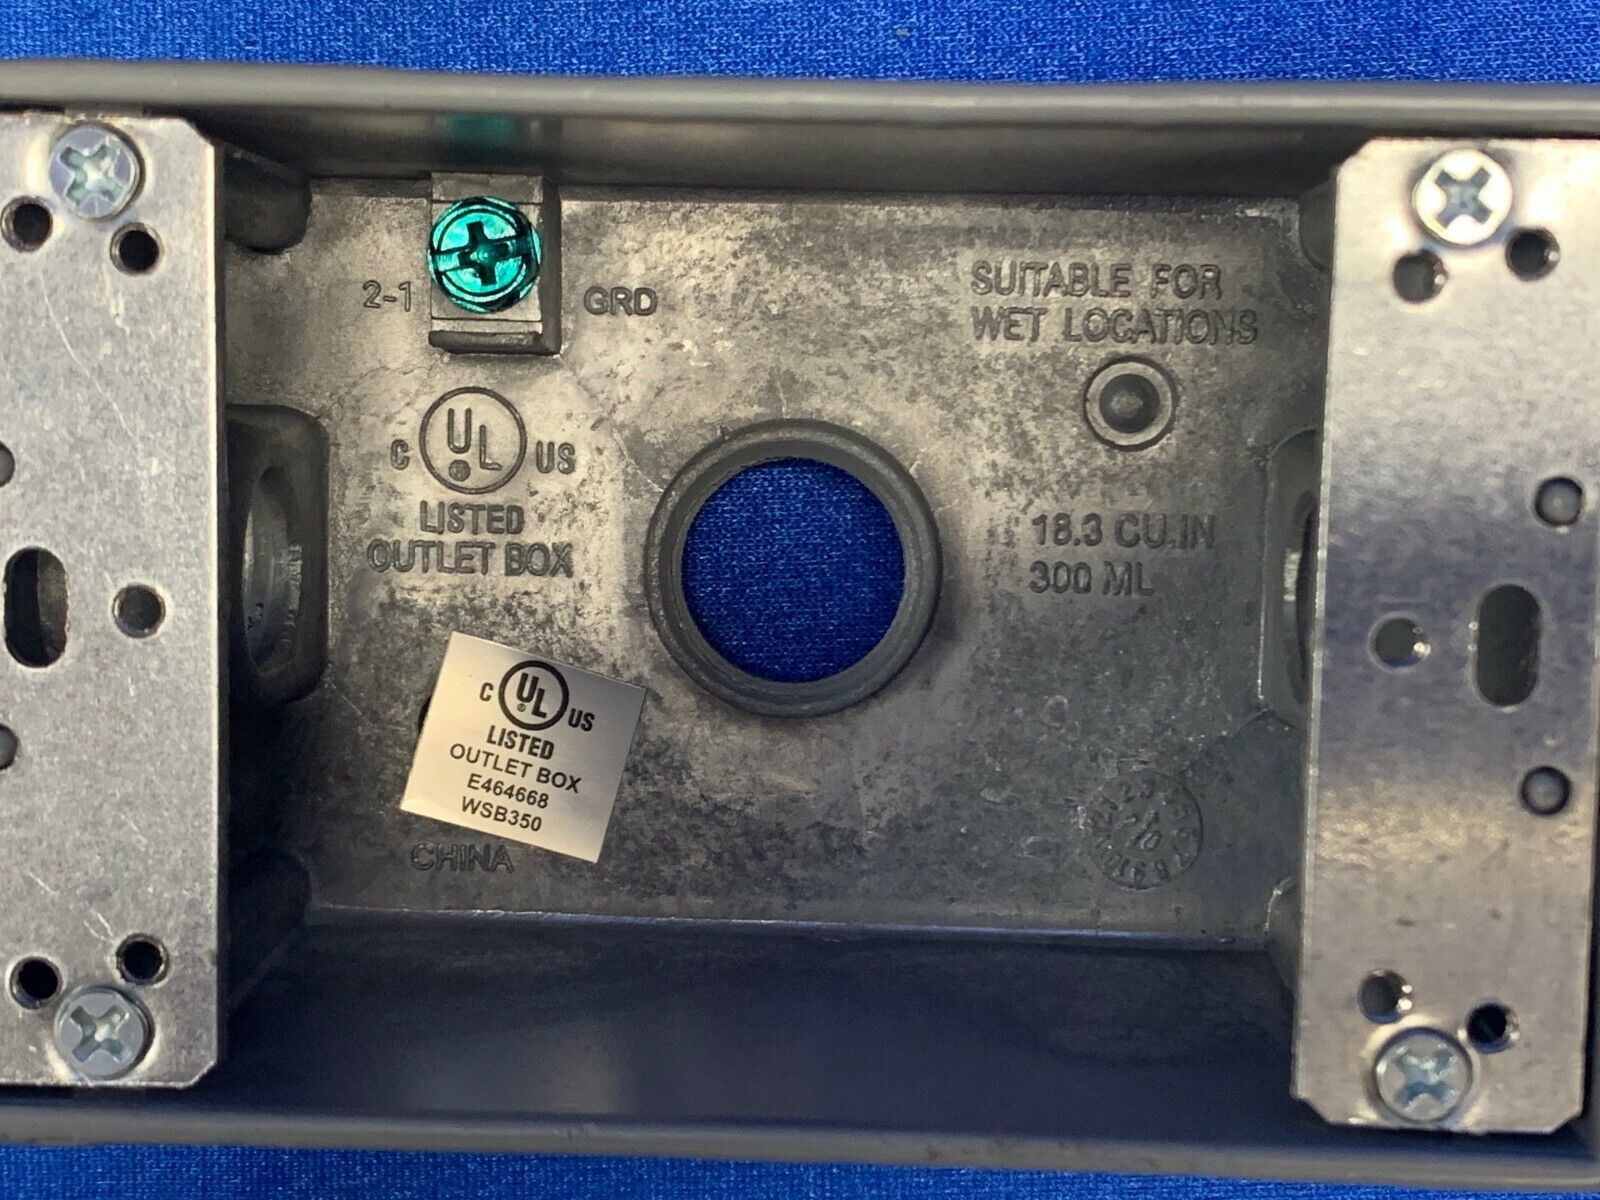 2-1
GRD
SUITABLE FOR
WET LOCATIONS
C UL US
®
LISTED
OUTLET BOX
18.3 CU.IN
300 ML
C UL US
®
LISTED
OUTLET BOX
E464668
WSB350
CHINA